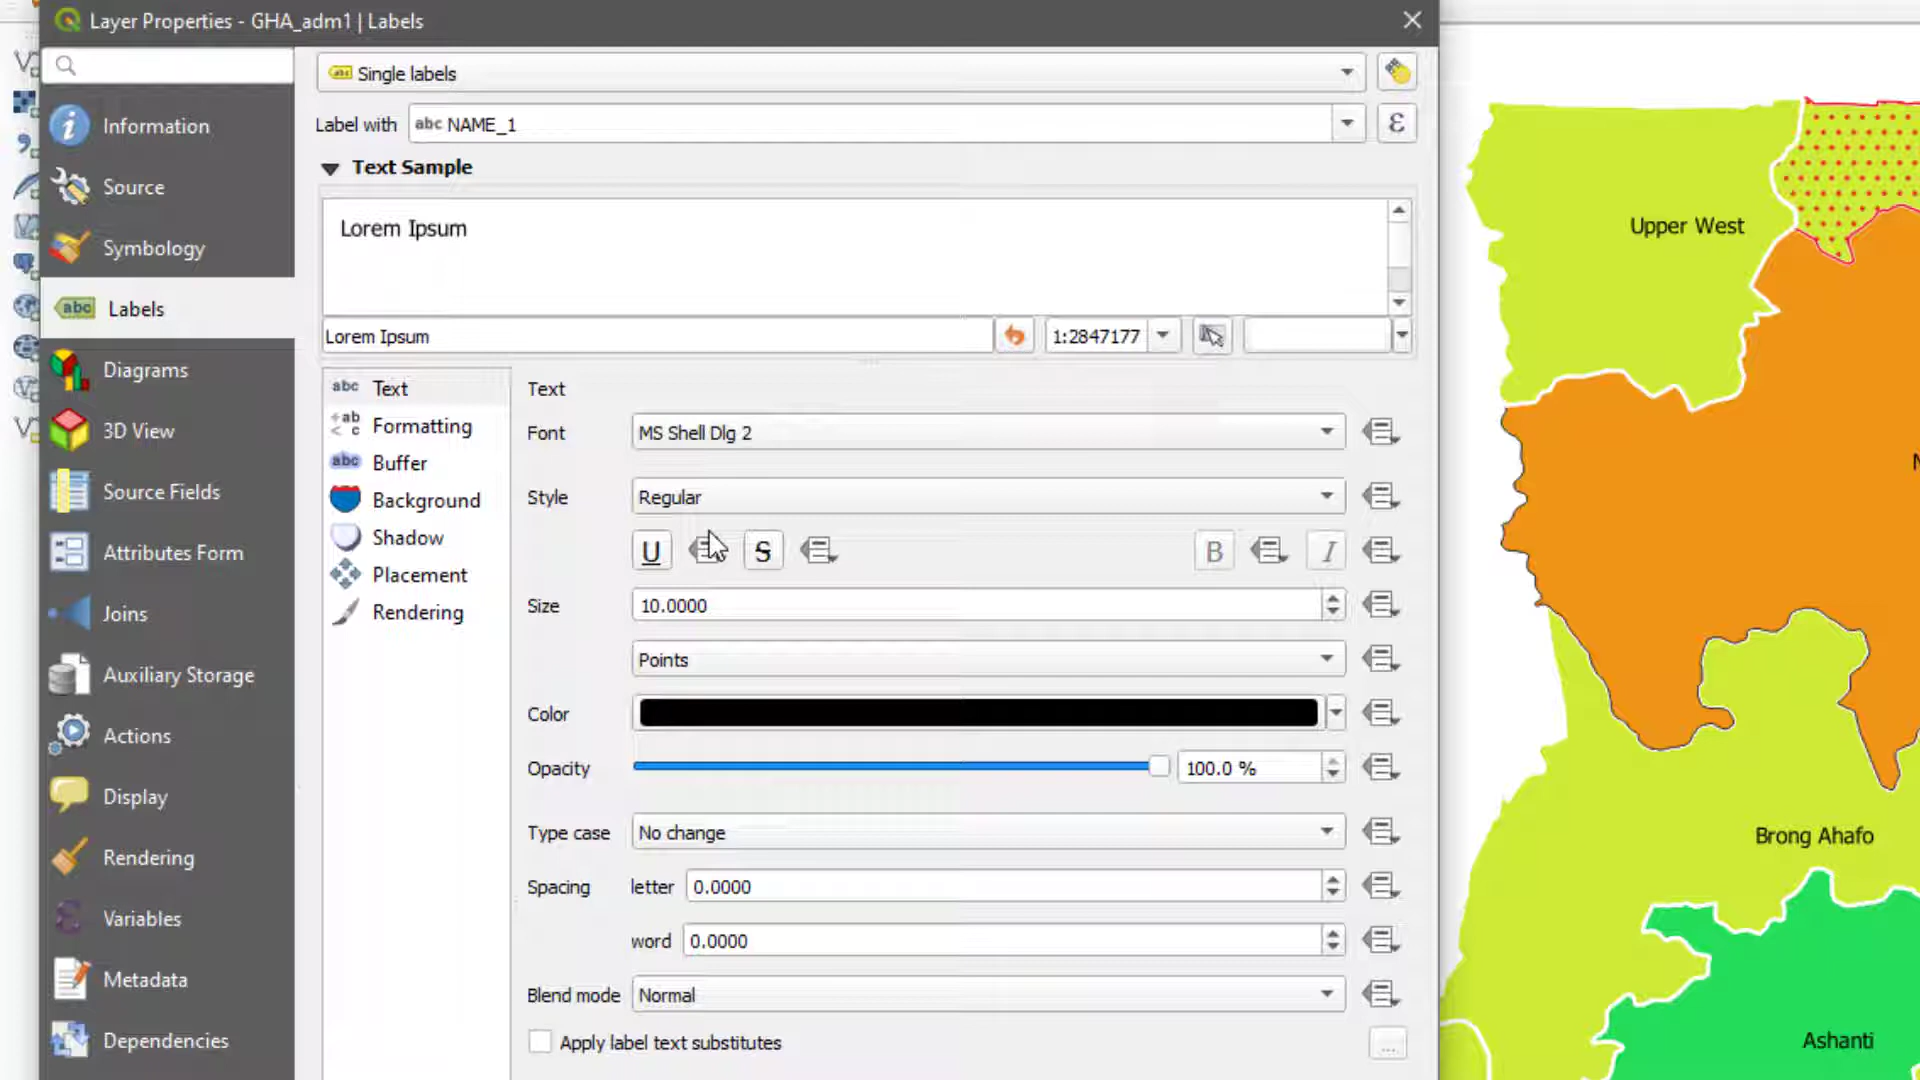 Layer Properties - GHA_adm1 | Labels
Information
Source
Symbology
abc Labels
Diagrams
3D View
Source Fields
Attributes Form
Joins
Auxiliary Storage
Actions
Display
Rendering
Variables
Metadata
Dependencies
abc Single labels
Label with abc NAME_1 ε
Text Sample
Lorem Ipsum
Lorem Ipsum 1:2847177
abc Text
+ab < c Formatting
abc Buffer
Background
Shadow
Placement
Rendering
Text
Font MS Shell Dlg 2
Style Regular
U S B I
Size 10.0000
Points
Color
Opacity 100.0 %
Type case No change
Spacing letter 0.0000
word 0.0000
Blend mode Normal
Apply label text substitutes ...
Upper West
Brong Ahafo
Ashanti